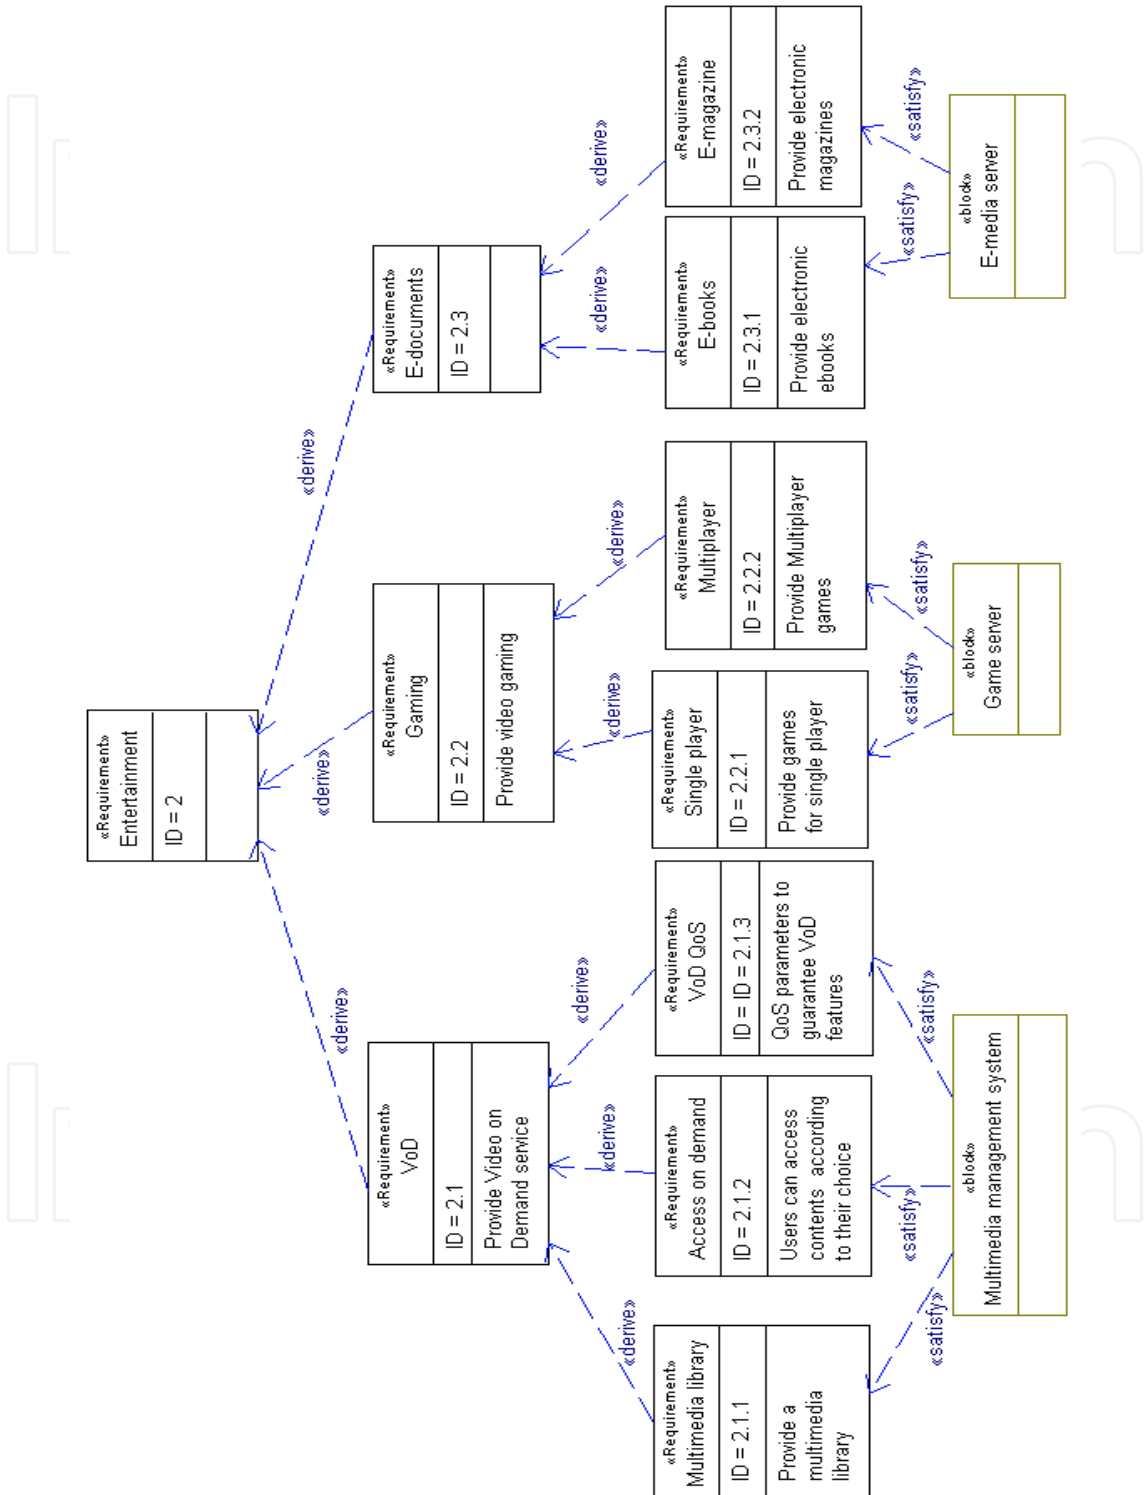 «Requirement»
Entertainment
ID = 2
«derive»
«derive»
«derive»
«Requirement»
VoD
ID = 2.1
Provide Video on
Demand service
«Requirement»
Gaming
ID = 2.2
Provide video gaming
«Requirement»
E-documents
ID = 2.3
«derive»
«derive»
«derive»
«derive»
«derive»
«derive»
«derive»
«Requirement»
Multimedia library
ID = 2.1.1
Provide a
multimedia
library
«Requirement»
Access on demand
ID = 2.1.2
Users can access
contents according
to their choice
«Requirement»
VoD QoS
ID = ID = 2.1.3
QoS parameters to
guarantee VoD
features
«Requirement»
Single player
ID = 2.2.1
Provide games
for single player
«Requirement»
Multiplayer
ID = 2.2.2
Provide Multiplayer
games
«Requirement»
E-books
ID = 2.3.1
Provide electronic
ebooks
«Requirement»
E-magazine
ID = 2.3.2
Provide electronic
magazines
«satisfy»
«satisfy»
«satisfy»
«satisfy»
«satisfy»
«satisfy»
«satisfy»
«block»
Multimedia management system
«block»
Game server
«block»
E-media server